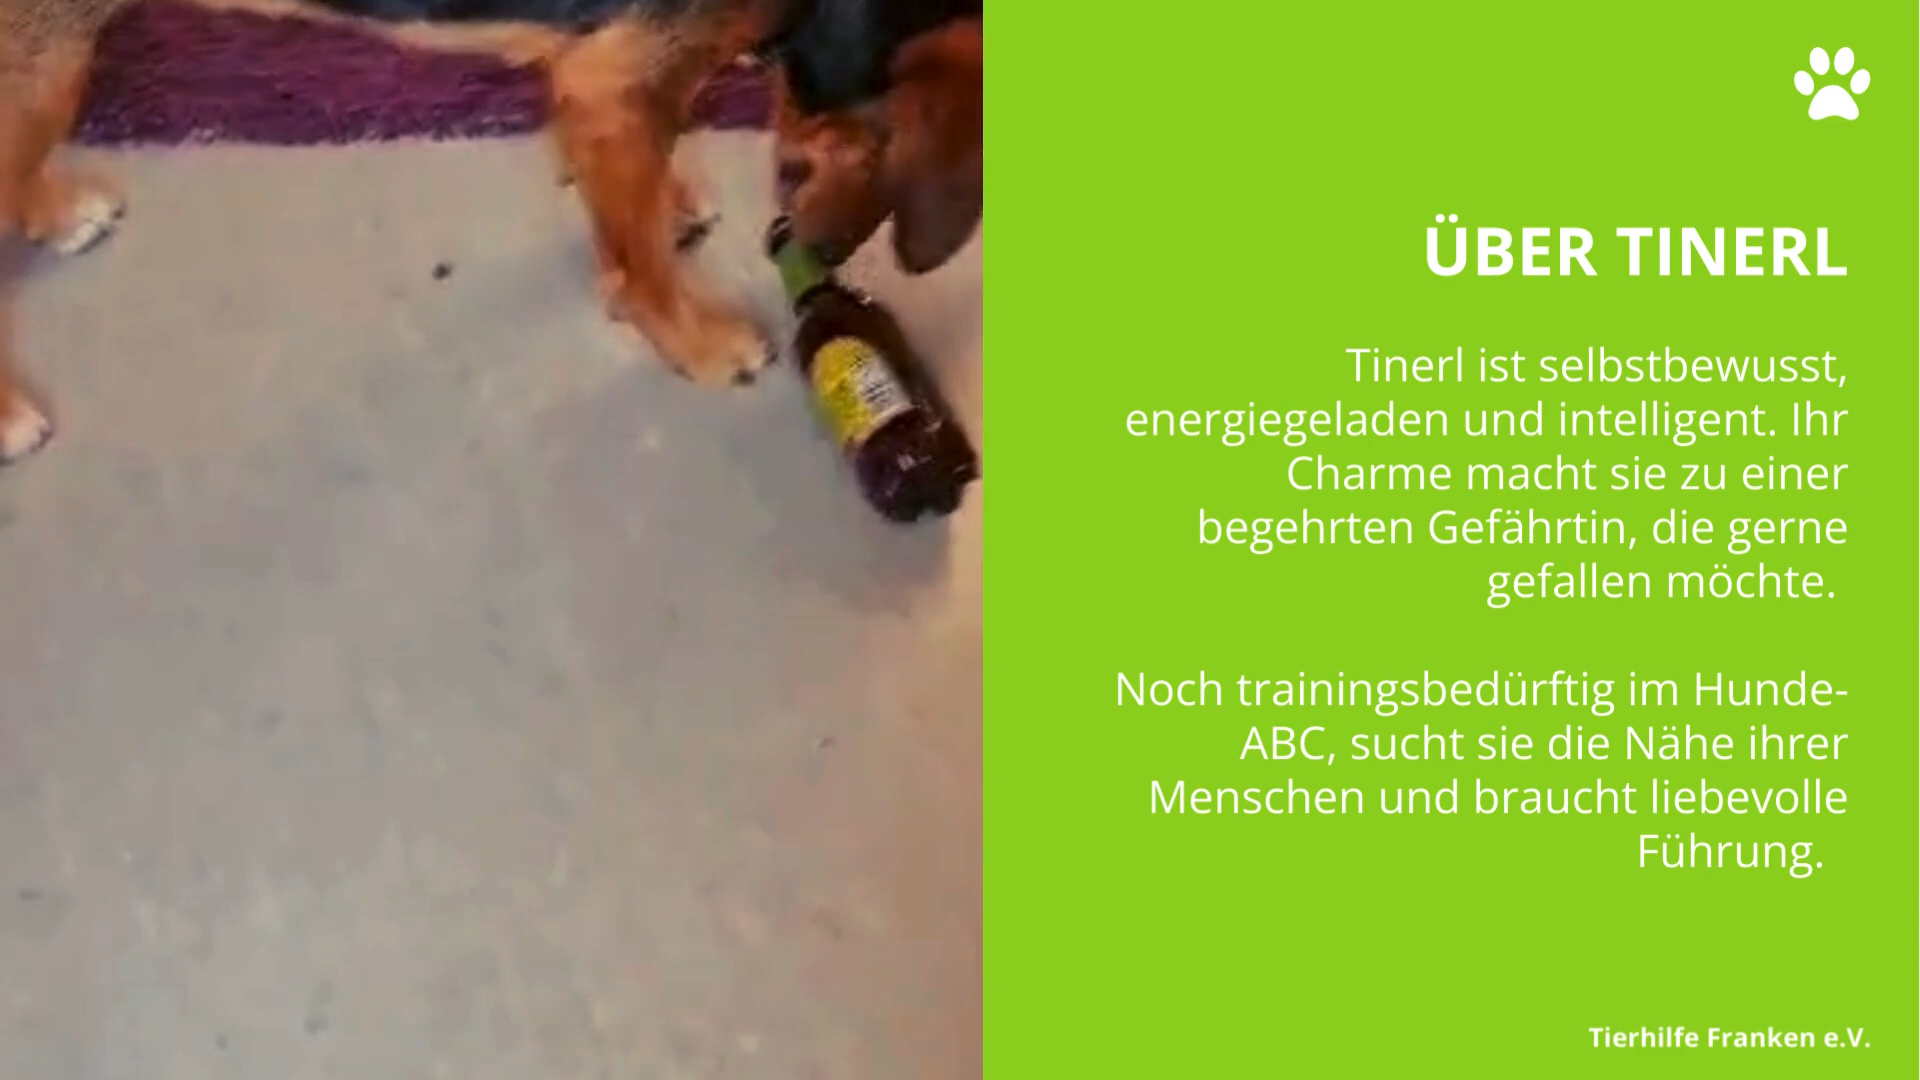 ÜBER TINERL
Tinerl ist selbstbewusst,
energiegeladen und intelligent. Ihr
Charme macht sie zu einer
begehrten Gefährtin, die gerne
gefallen möchte.
Noch trainingsbedürftig im Hunde-
ABC, sucht sie die Nähe ihrer
Menschen und braucht liebevolle
Führung.
Tierhilfe Franken e.V.